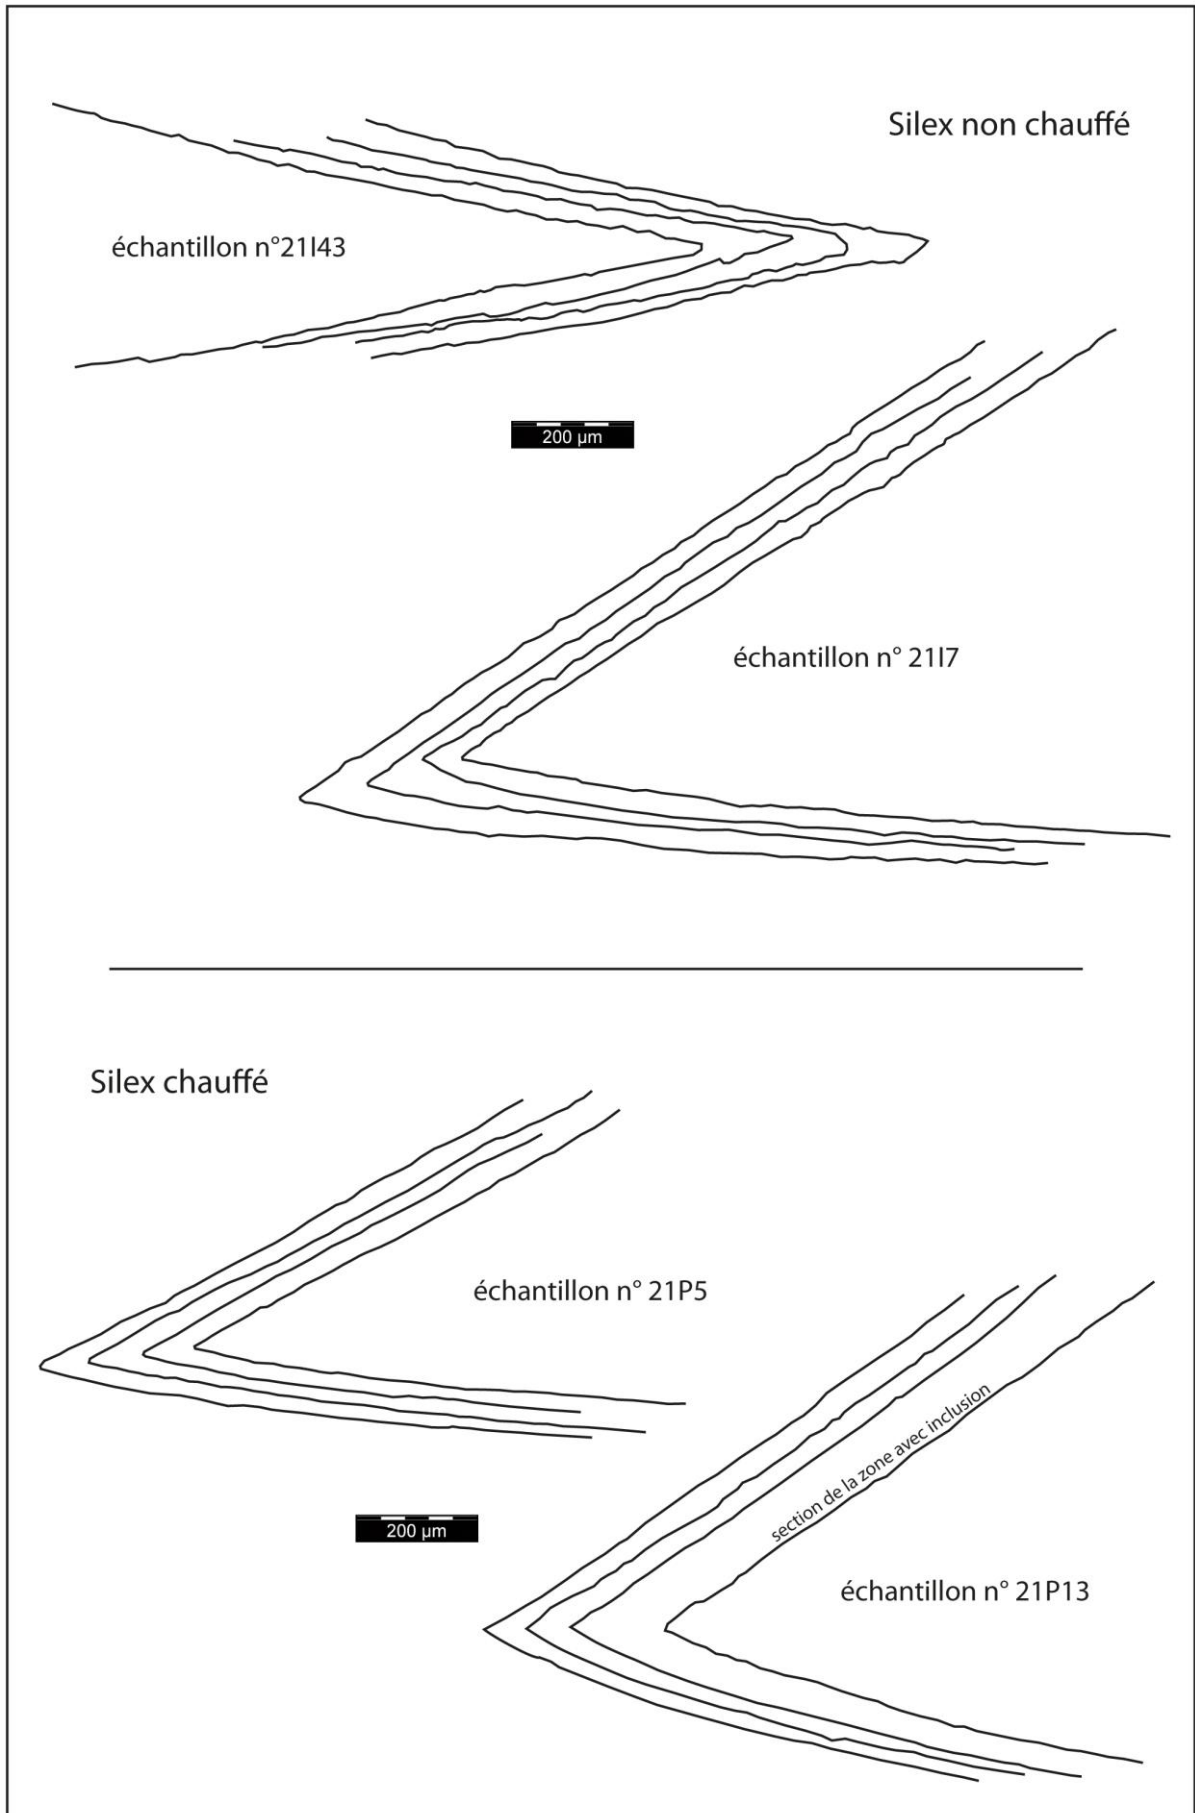 Silex non chauffé
échantillon n°21I43
200 µm
échantillon n° 21I7
Silex chauffé
échantillon n° 21P5
section de la zone avec inclusion
200 µm
échantillon n° 21P13